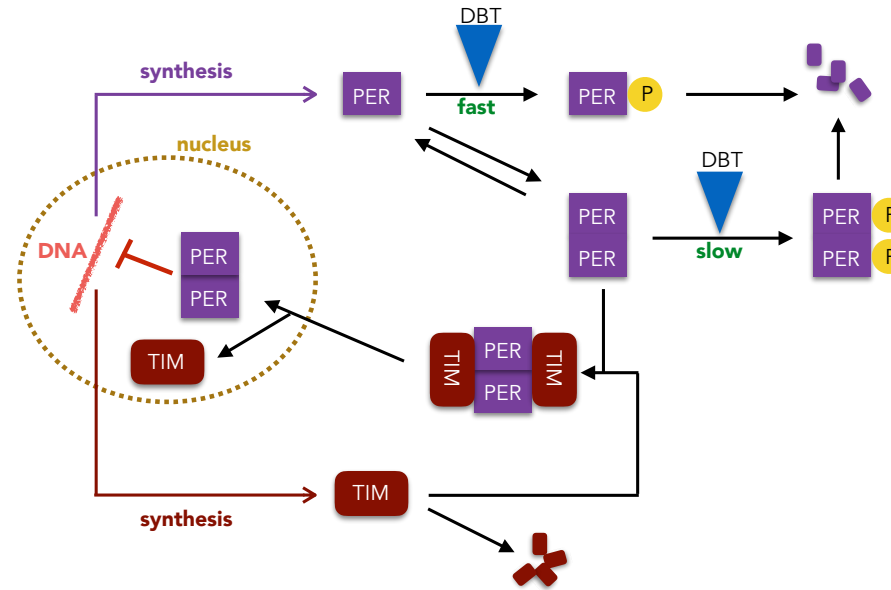 DBT
synthesis
PER
fast
PER
P
nucleus
DBT
DNA
PER
PER
PER
PER
slow
PER
PER
PER
PER
TIM
TIM
PER
PER
TIM
TIM
synthesis